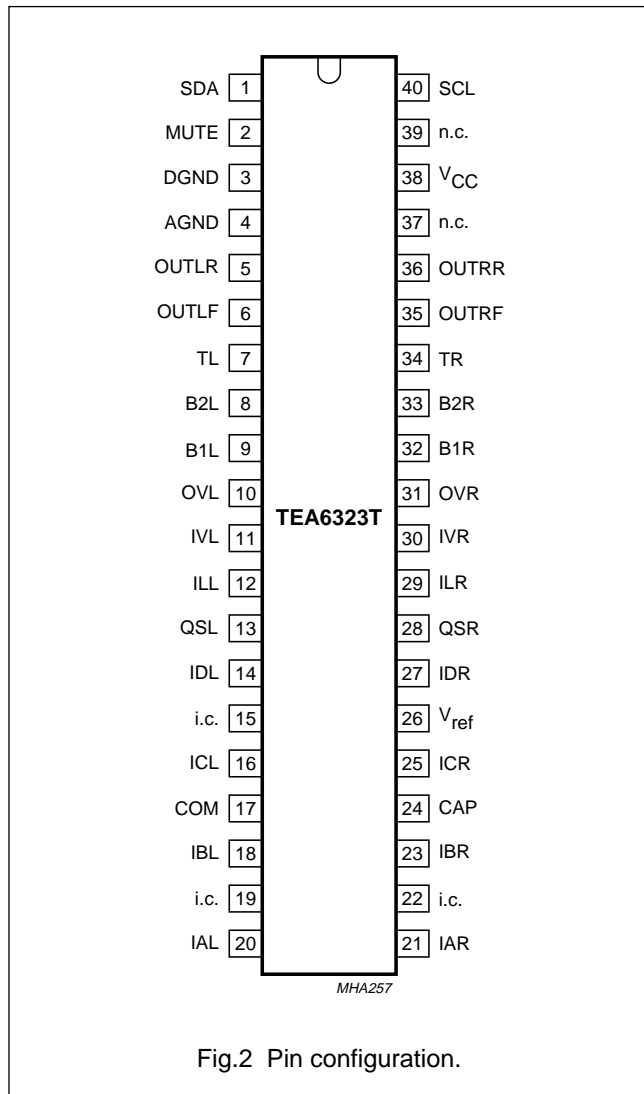 SDA 1 40 SCL
MUTE 2 39 n.c.
DGND 3 38 VCC
AGND 4 37 n.c.
OUTLR 5 36 OUTRR
OUTLF 6 35 OUTRF
TL 7 34 TR
B2L 8 33 B2R
B1L 9 32 B1R
OVL 10 31 OVR
TEA6323T
IVL 11 30 IVR
ILL 12 29 ILR
QSL 13 28 QSR
IDL 14 27 IDR
i.c. 15 26 Vref
ICL 16 25 ICR
COM 17 24 CAP
IBL 18 23 IBR
i.c. 19 22 i.c.
IAL 20 21 IAR
MHA257
Fig.2 Pin configuration.